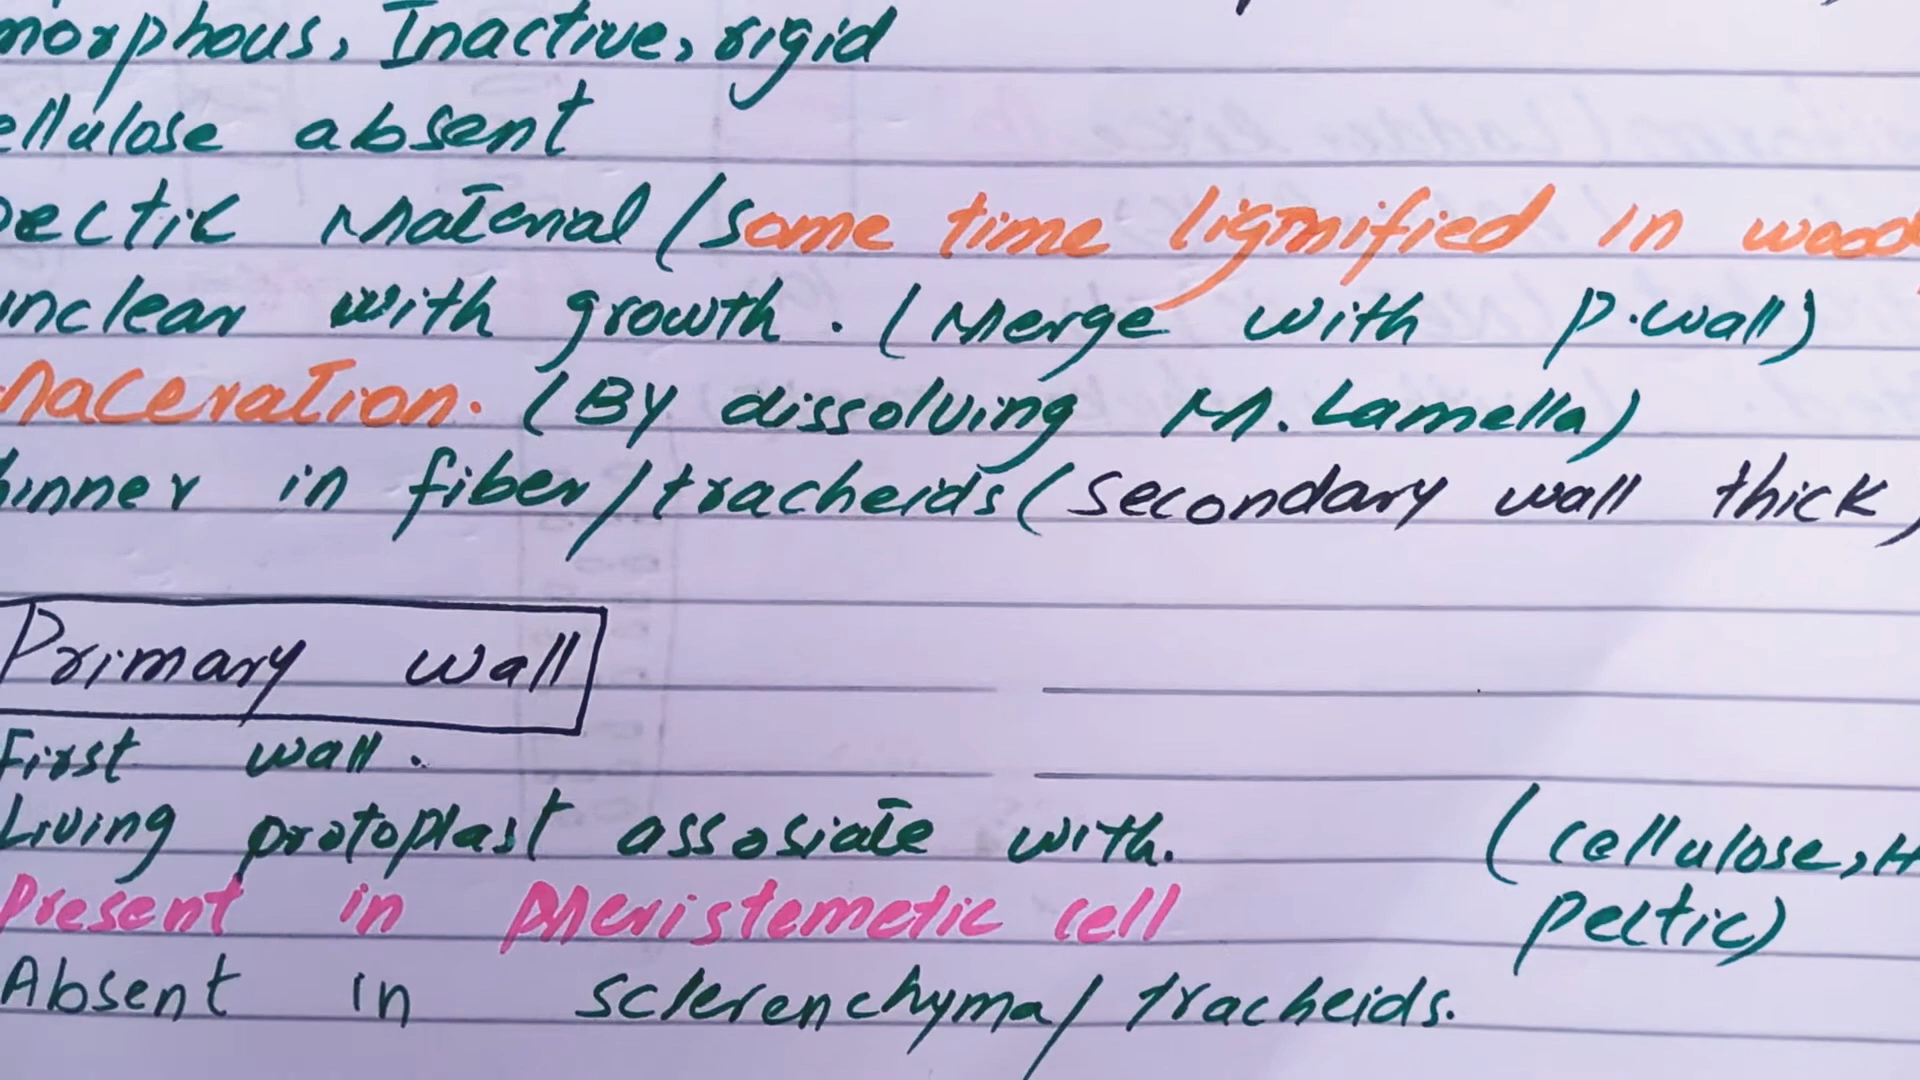 morphous, Inactive, rigid
ellulose absent
pectic Material (some time ligmified in wood
unclear with growth. (Merge with p.wall)
maceration. (By dissolving M. Lamella)
hinner in fiber/tracheids (secondary wall thick)
Primary wall
First wall.
Living protoplast assosiate with. (cellulose, H
Present in Meristemetic cell pectic)
Absent in sclerenchyma/tracheids.